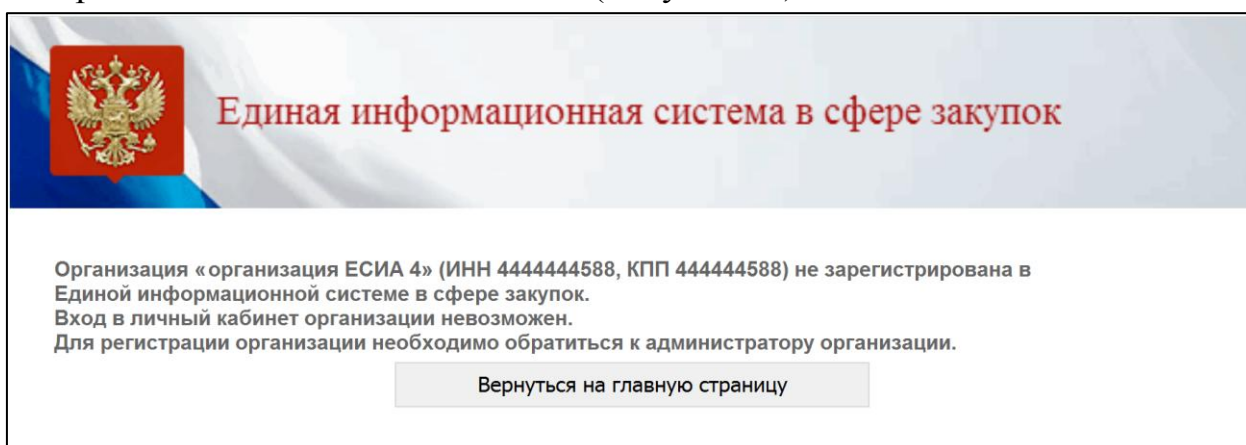 Единая информационная система в сфере закупок
Организация «организация ЕСИА 4» (ИНН 4444444588, КПП 444444588) не зарегистрирована в
Единой информационной системе в сфере закупок.
Вход в личный кабинет организации невозможен.
Для регистрации организации необходимо обратиться к администратору организации.
Вернуться на главную страницу